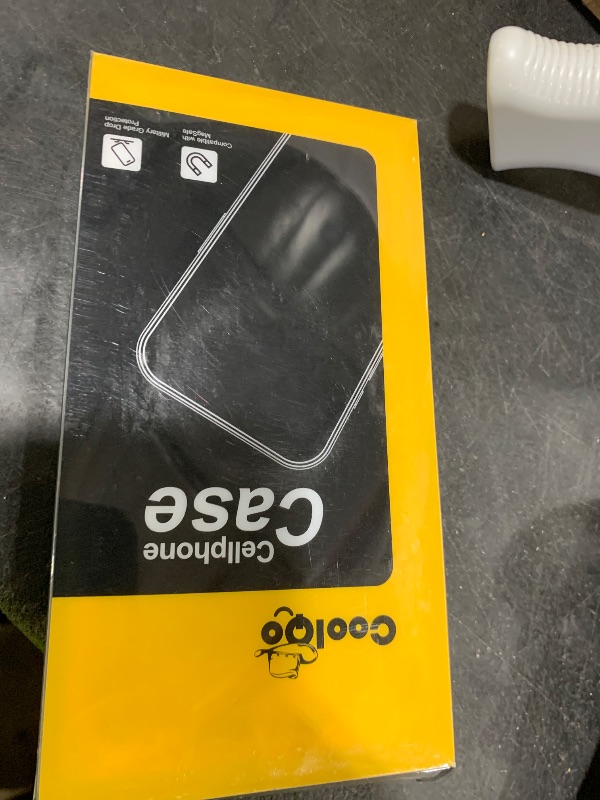 CoolQo
Cellphone
Case
Compatible with
MagSafe
Military Grade Drop
Protection